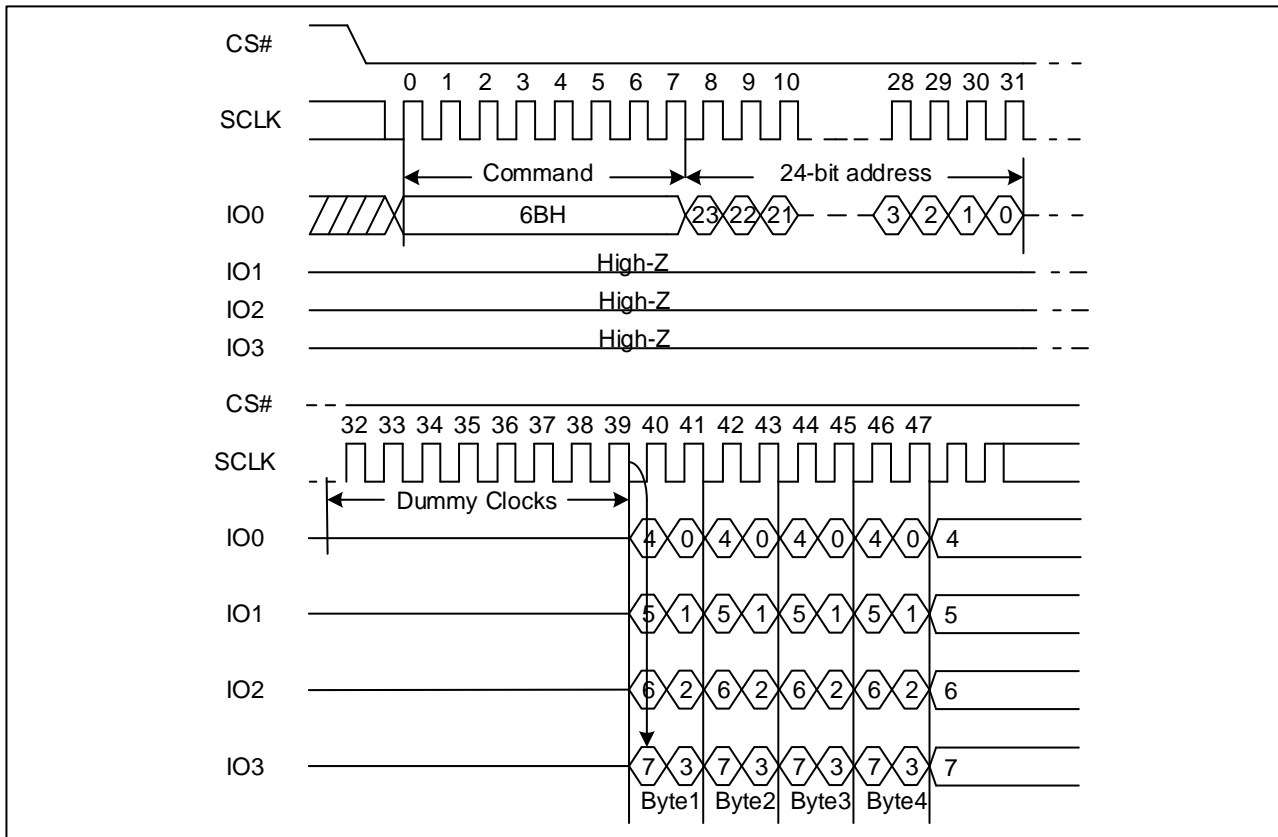 CS#
0 1 2 3 4 5 6 7 8 9 10 28 29 30 31
SCLK
Command 24-bit address
IO0 6BH 23 22 21 3 2 1 0
IO1 High-Z
IO2 High-Z
IO3 High-Z
CS#
32 33 34 35 36 37 38 39 40 41 42 43 44 45 46 47
SCLK
Dummy Clocks
IO0 4 0 4 0 4 0 4 0 4
IO1 5 1 5 1 5 1 5 1 5
IO2 6 2 6 2 6 2 6 2 6
IO3 7 3 7 3 7 3 7 3 7
Byte1 Byte2 Byte3 Byte4